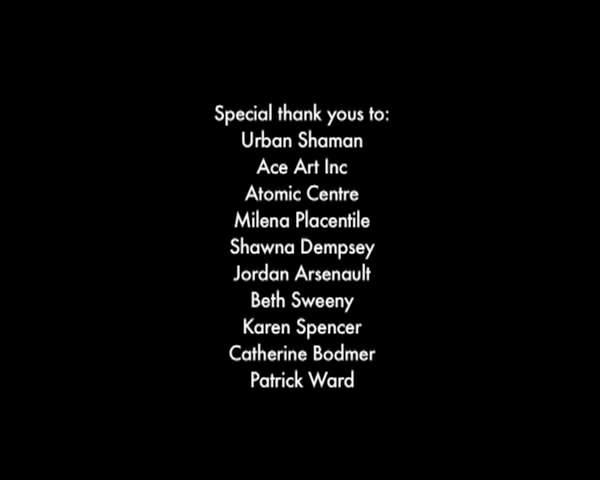 Special thank yous to:
Urban Shaman
Ace Art Inc
Atomic Centre
Milena Placentile
Shawna Dempsey
Jordan Arsenault
Beth Sweeny
Karen Spencer
Catherine Bodmer
Patrick Ward